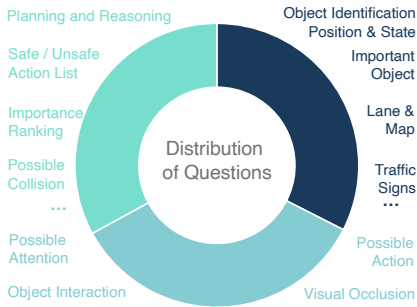 Planning and Reasoning
Safe / Unsafe
Action List
Importance
Ranking
Possible
Collision
...
Possible
Attention
Object Interaction
Distribution
of Questions
Object Identification
Position & State
Important
Object
Lane &
Map
Traffic
Signs
...
Possible
Action
Visual Occlusion